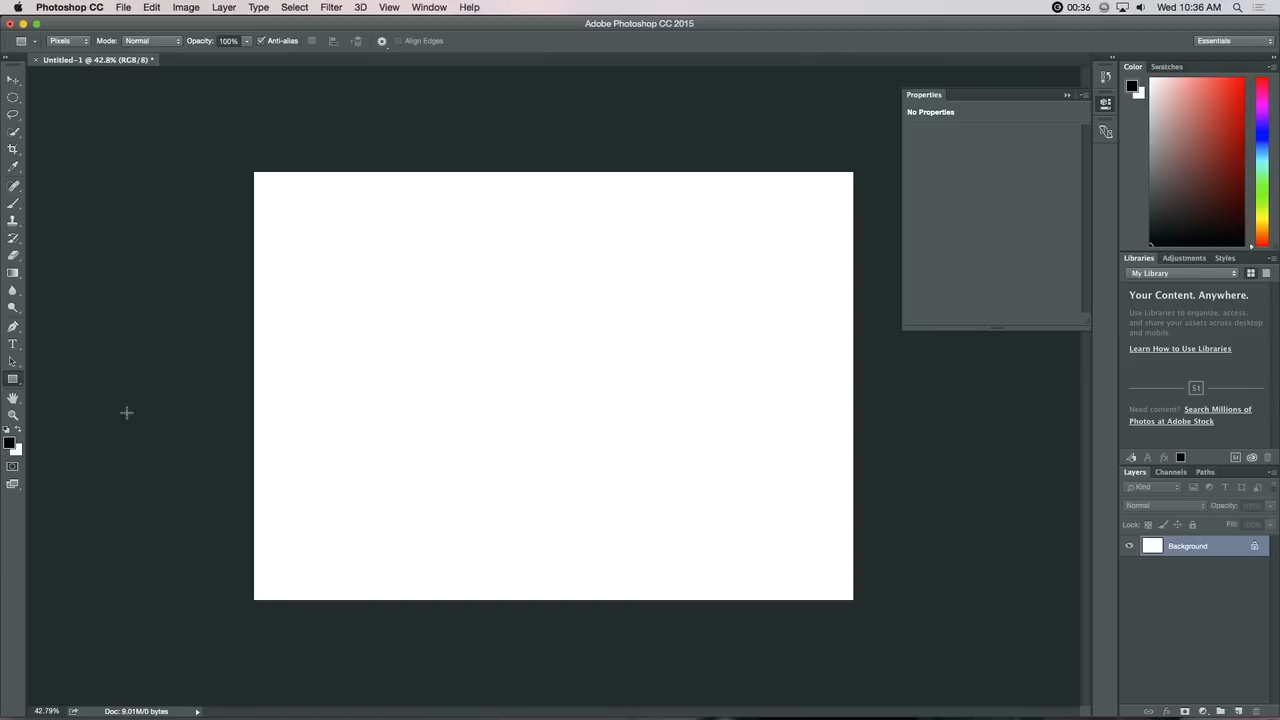 Photoshop CC File Edit Image Layer Type Select Filter 3D View Window Help 00:36 Wed 10:36 AM
Adobe Photoshop CC 2015
Pixels Mode: Normal Opacity: 100% Anti-alias Align Edges Essentials
× Untitled-1 @ 42.8% (RGB/8) *
Color Swatches
Properties
No Properties
Libraries Adjustments Styles
My Library
Your Content. Anywhere.
Use Libraries to organize, access,
and share your assets across desktop
and mobile.
Learn How to Use Libraries
St
Need content? Search Millions of
Photos at Adobe Stock
A fx St
Layers Channels Paths
Kind T
Normal Opacity: 100%
Lock: Fill: 100%
Background
T
42.79% Doc: 9.01M/0 bytes
fx